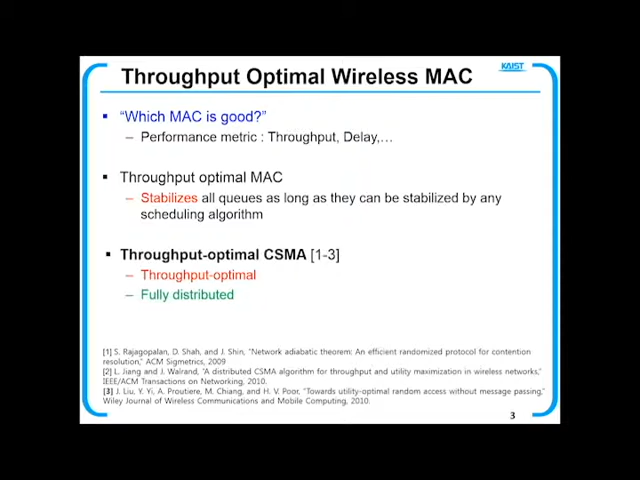 Throughput Optimal Wireless MAC
KAIST
▪ “Which MAC is good?”
– Performance metric : Throughput, Delay,…
▪ Throughput optimal MAC
– Stabilizes all queues as long as they can be stabilized by any
scheduling algorithm
▪ Throughput-optimal CSMA [1-3]
– Throughput-optimal
– Fully distributed
[1] S. Rajagopalan, D. Shah, and J. Shin, "Network adiabatic theorem: An efficient randomized protocol for contention
resolution," ACM Sigmetrics, 2009
[2] L. Jiang and J. Walrand, "A distributed CSMA algorithm for throughput and utility maximization in wireless networks,"
IEEE/ACM Transactions on Networking, 2010.
[3] J. Liu, Y. Yi, A. Proutiere, M. Chiang, and H. V. Poor, "Towards utility-optimal random access without message passing,"
Wiley Journal of Wireless Communications and Mobile Computing, 2010.
3